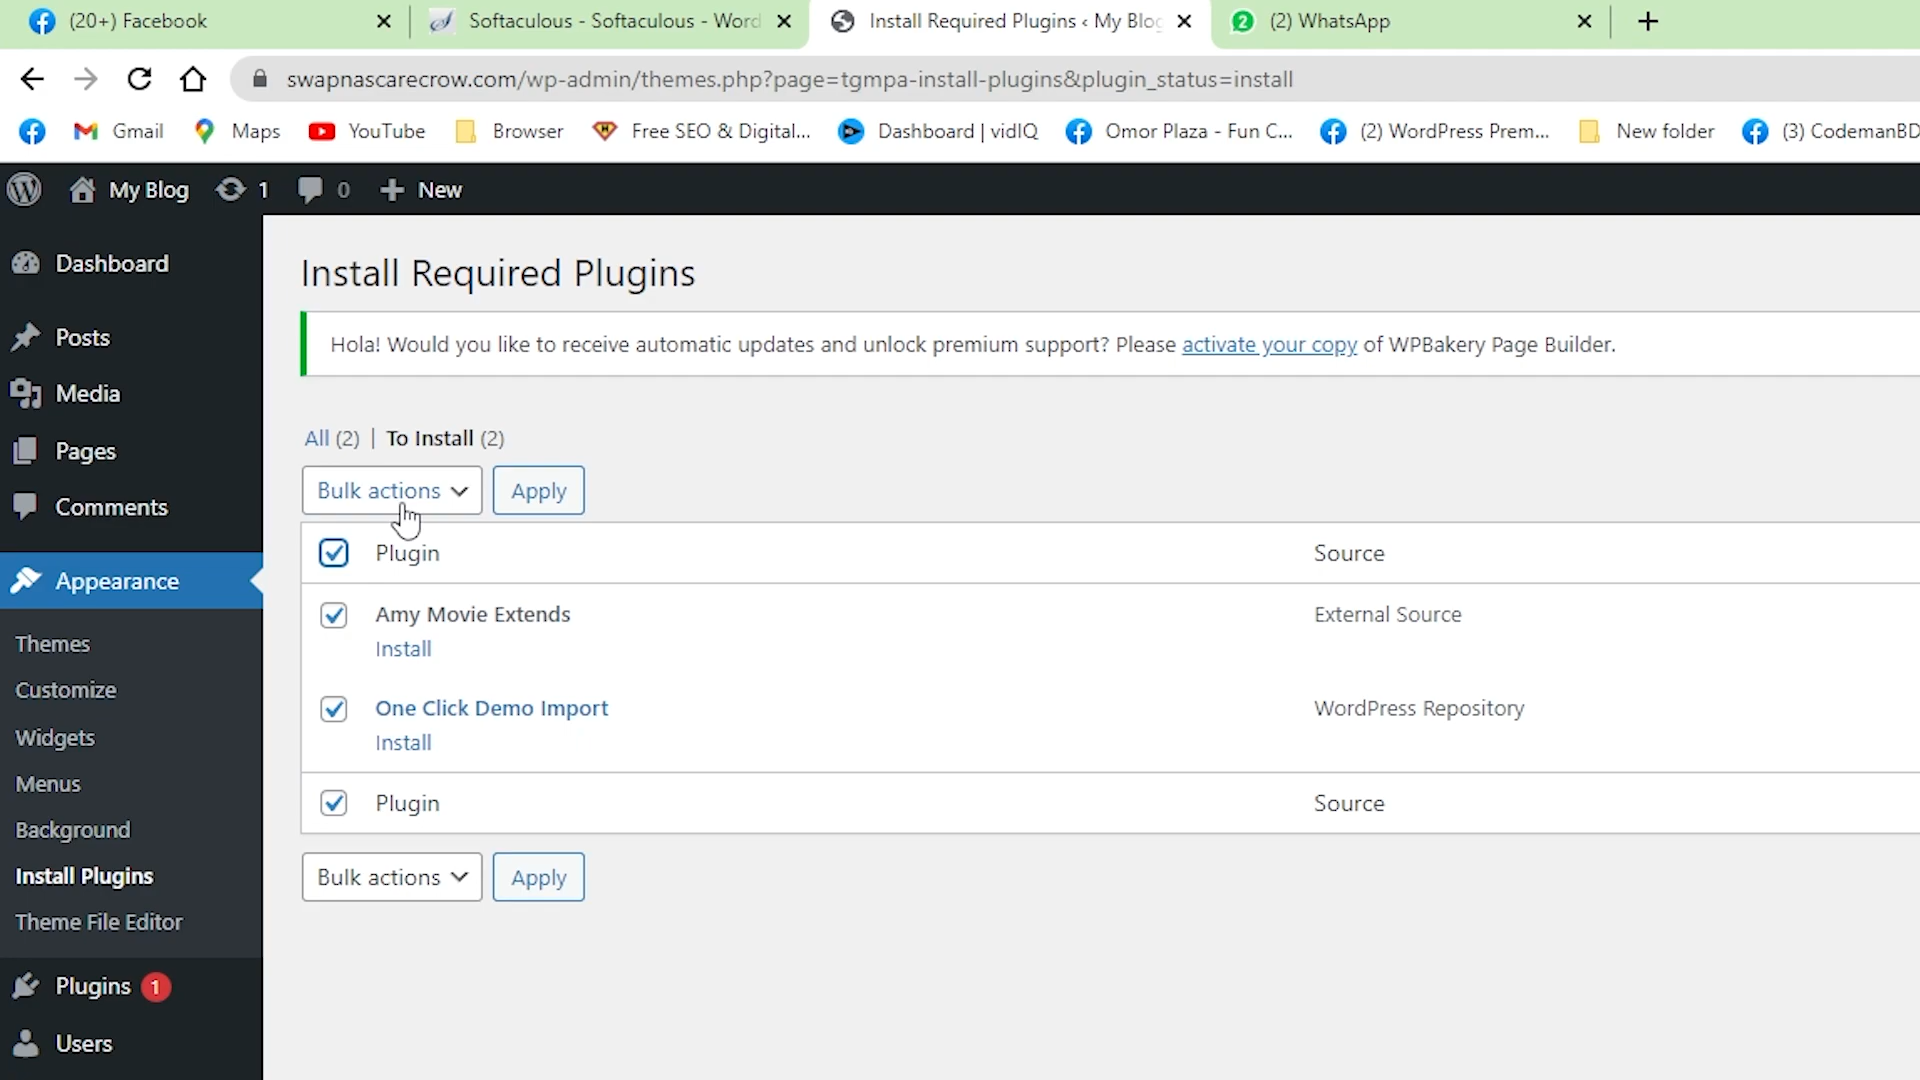 (20+) Facebook
Softaculous - Softaculous - Word
Install Required Plugins ‹ My Blog
2
(2) WhatsApp
swapnascarecrow.com/wp-admin/themes.php?page=tgmpa-install-plugins&plugin_status=install
Gmail
Maps
YouTube
Browser
Free SEO & Digital...
Dashboard | vidIQ
Omor Plaza - Fun C...
(2) WordPress Prem...
New folder
(3) CodemanBD
My Blog
1
0
New
Dashboard
Posts
Media
Pages
Comments
Appearance
Themes
Customize
Widgets
Menus
Background
Install Plugins
Theme File Editor
Plugins 1
Users
Install Required Plugins
Hola! Would you like to receive automatic updates and unlock premium support? Please activate your copy of WPBakery Page Builder.
All (2) | To Install (2)
Bulk actions
Apply
Plugin
Source
Amy Movie Extends
External Source
Install
One Click Demo Import
WordPress Repository
Install
Plugin
Source
Bulk actions
Apply